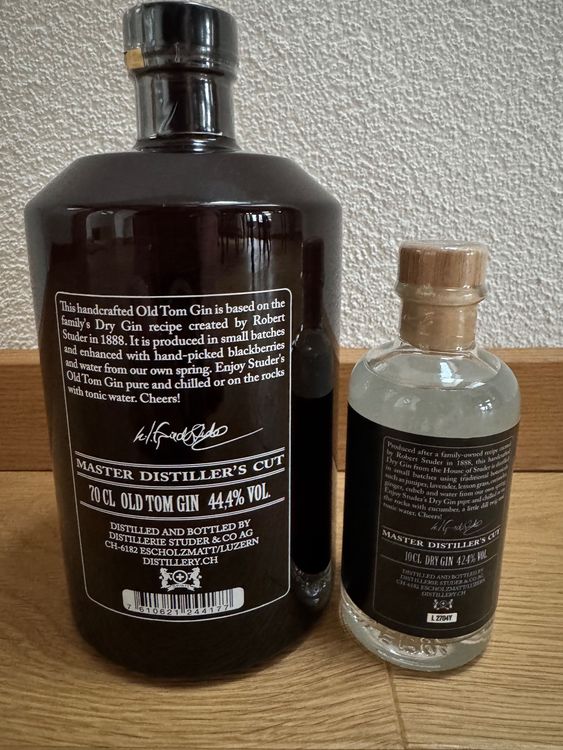 This handcrafted Old Tom Gin is based on the
family's Dry Gin recipe created by Robert
Studer in 1888. It is produced in small batches
and enhanced with hand-picked blackberries
and water from our own spring. Enjoy Studer's
Old Tom Gin pure and chilled or on the rocks
with tonic water. Cheers!
MASTER DISTILLER'S CUT
70 CL OLD TOM GIN 44,4% VOL.
DISTILLED AND BOTTLED BY
DISTILLERIE STUDER & CO AG
CH-6182 ESCHOLZMATT/LUZERN
DISTILLERY.CH
7 610621 244177
Produced after a family-owned recipe created
by Robert Studer in 1888, this handcrafted
Dry Gin from the House of Studer is distilled
in small batches using traditional botanicals
such as juniper, lavender, lemon grass, coriander,
ginger, cubeb and water from our own spring.
Enjoy Studer's Dry Gin pure and chilled or on
the rocks with cucumber, a little dill twig and
tonic water. Cheers!
MASTER DISTILLER'S CUT
10 CL DRY GIN 42.4% VOL.
DISTILLED AND BOTTLED BY
DISTILLERIE STUDER & CO AG,
CH-6182 ESCHOLZMATT/LUZERN
DISTILLERY.CH
L 2704Y